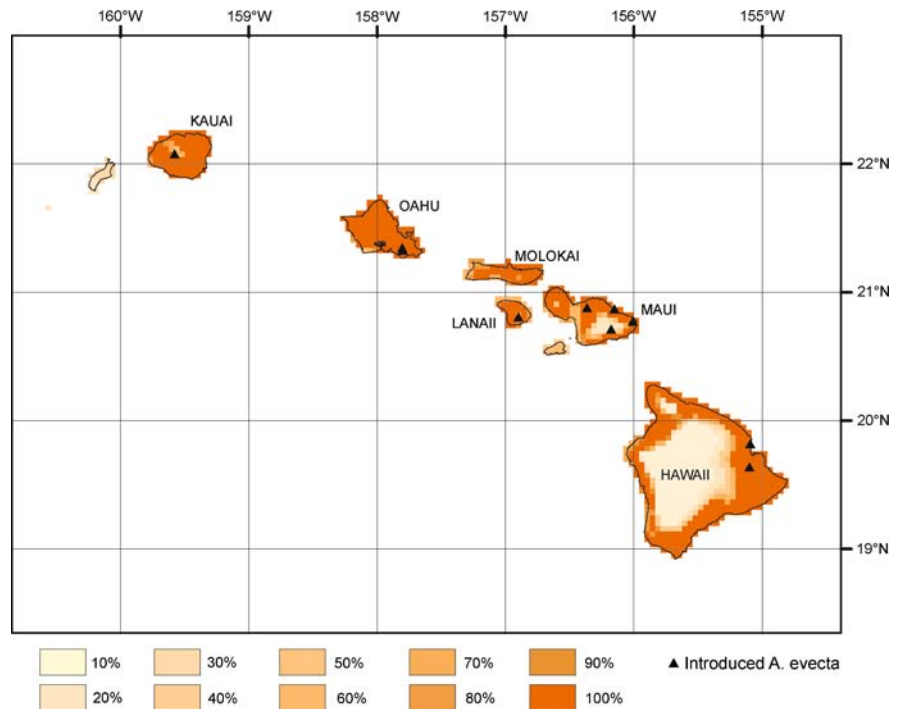 160°W 159°W 158°W 157°W 156°W 155°W
KAUAI
22°N
OAHU
MOLOKAI
21°N
LANAII
MAUI
20°N
HAWAII
19°N
10% 30% 50% 70% 90% ▲ Introduced A. evecta
20% 40% 60% 80% 100%